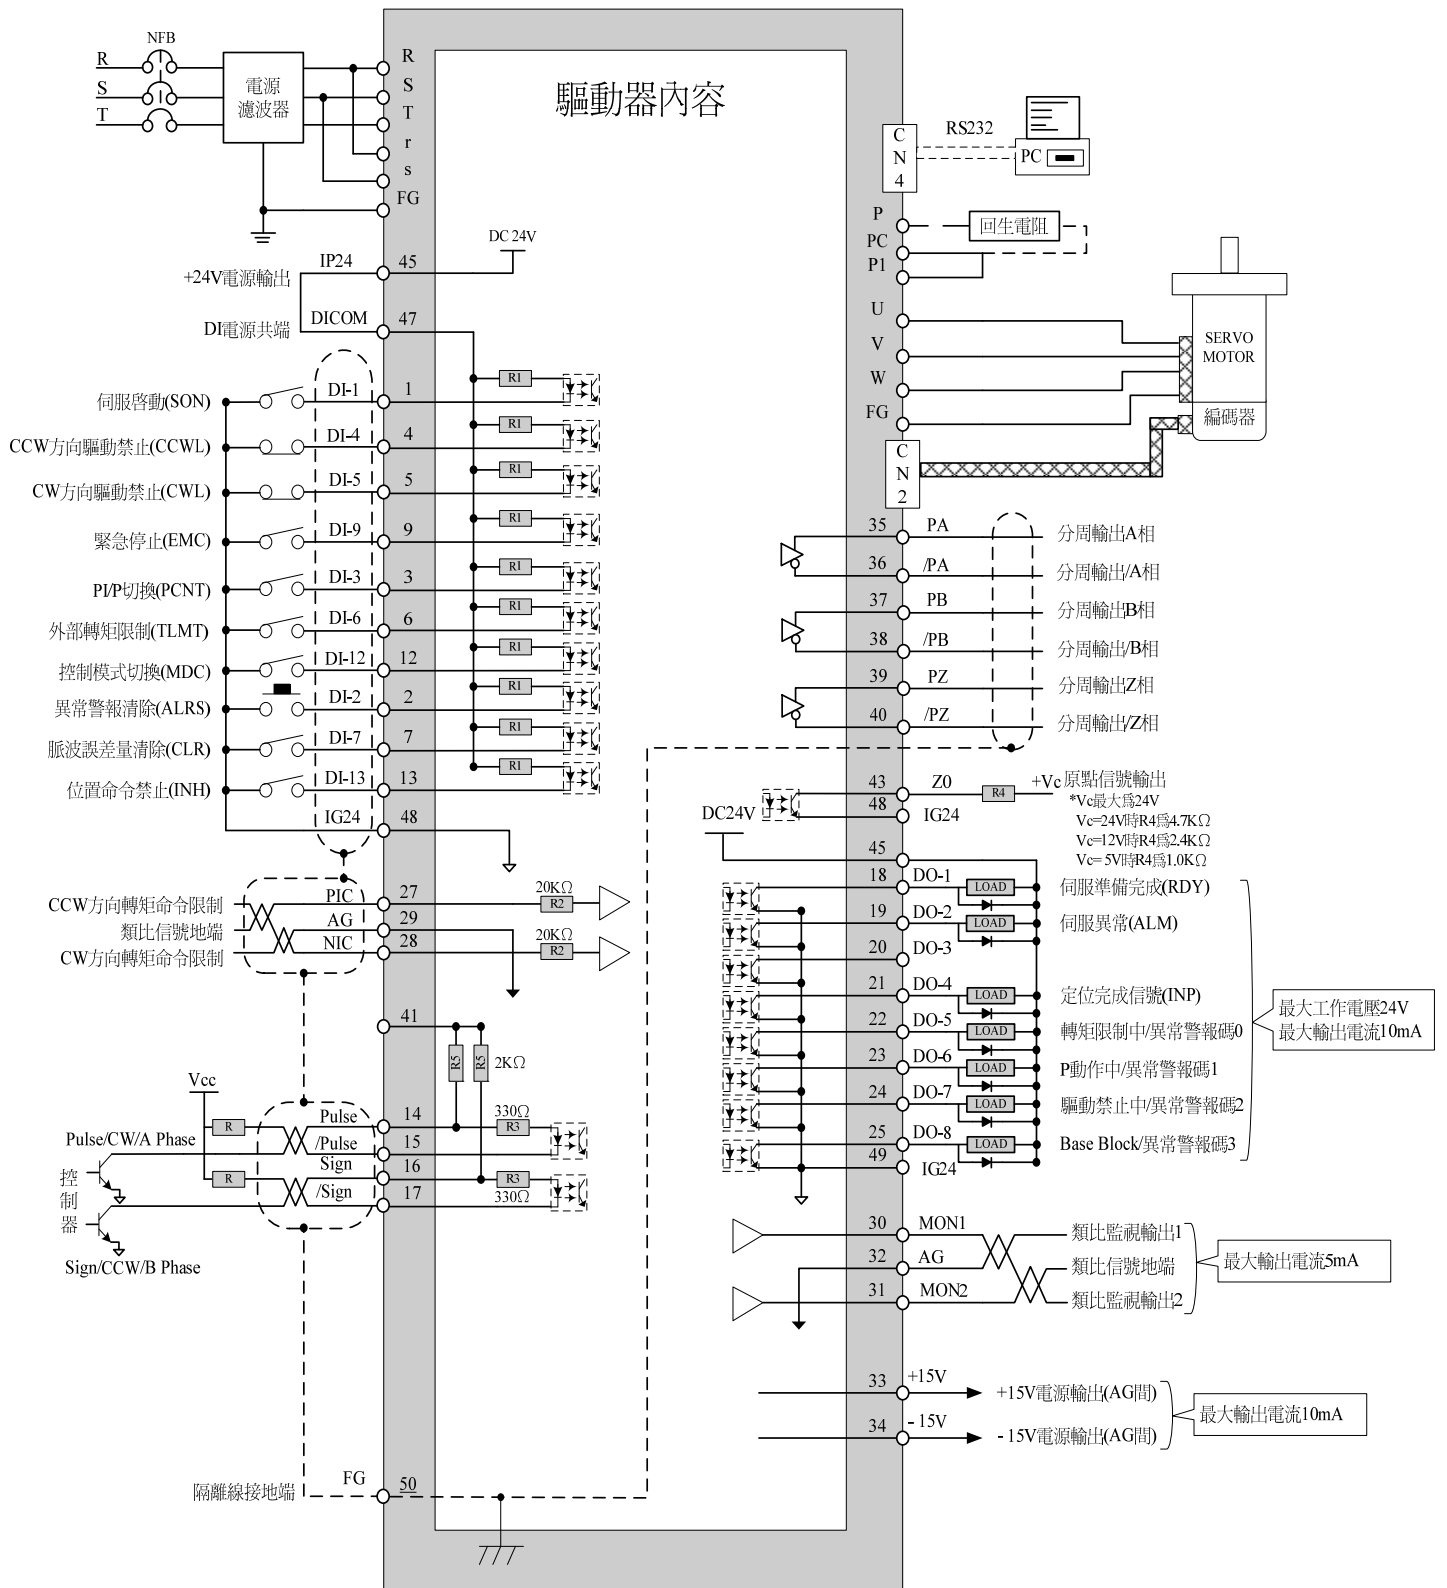 驅動器內容
NFB
R
S
T
電源
濾波器
R
S
T
r
s
FG
DC 24V
+24V電源輸出
IP24
45
DI電源共端
DICOM
47
伺服啓動(SON)
DI-1
1
R1
CCW方向驅動禁止(CCWL)
DI-4
4
R1
CW方向驅動禁止(CWL)
DI-5
5
R1
緊急停止(EMC)
DI-9
9
R1
PI/P切換(PCNT)
DI-3
3
R1
外部轉矩限制(TLMT)
DI-6
6
R1
控制模式切換(MDC)
DI-12
12
R1
異常警報清除(ALRS)
DI-2
2
R1
脈波誤差量清除(CLR)
DI-7
7
R1
位置命令禁止(INH)
DI-13
13
R1
IG24
48
CCW方向轉矩命令限制
PIC
27
20KΩ
R2
類比信號地端
AG
29
CW方向轉矩命令限制
NIC
28
20KΩ
R2
41
R5
R5
2KΩ
Vcc
R
Pulse
14
330Ω
R3
Pulse/CW/A Phase
/Pulse
15
Sign
16
R
R3
330Ω
/Sign
17
控
制
器
Sign/CCW/B Phase
隔離線接地端
FG
50
CN4
RS232
PC
P
回生電阻
PC
P1
U
V
W
FG
SERVO
MOTOR
編碼器
CN2
35
PA
分周輸出A相
36
/PA
分周輸出/A相
37
PB
分周輸出B相
38
/PB
分周輸出/B相
39
PZ
分周輸出Z相
40
/PZ
分周輸出/Z相
43
Z0
R4
+Vc
原點信號輸出
*Vc最大爲24V
Vc=24V時R4爲4.7KΩ
Vc=12V時R4爲2.4KΩ
Vc= 5V時R4爲1.0KΩ
48
IG24
DC24V
45
18
DO-1
LOAD
伺服準備完成(RDY)
19
DO-2
LOAD
伺服異常(ALM)
20
DO-3
21
DO-4
LOAD
定位完成信號(INP)
22
DO-5
LOAD
轉矩限制中/異常警報碼0
23
DO-6
LOAD
P動作中/異常警報碼1
24
DO-7
LOAD
驅動禁止中/異常警報碼2
25
DO-8
LOAD
Base Block/異常警報碼3
49
IG24
最大工作電壓24V
最大輸出電流10mA
30
MON1
類比監視輸出1
32
AG
類比信號地端
31
MON2
類比監視輸出2
最大輸出電流5mA
33
+15V
+15V電源輸出(AG間)
34
- 15V
- 15V電源輸出(AG間)
最大輸出電流10mA